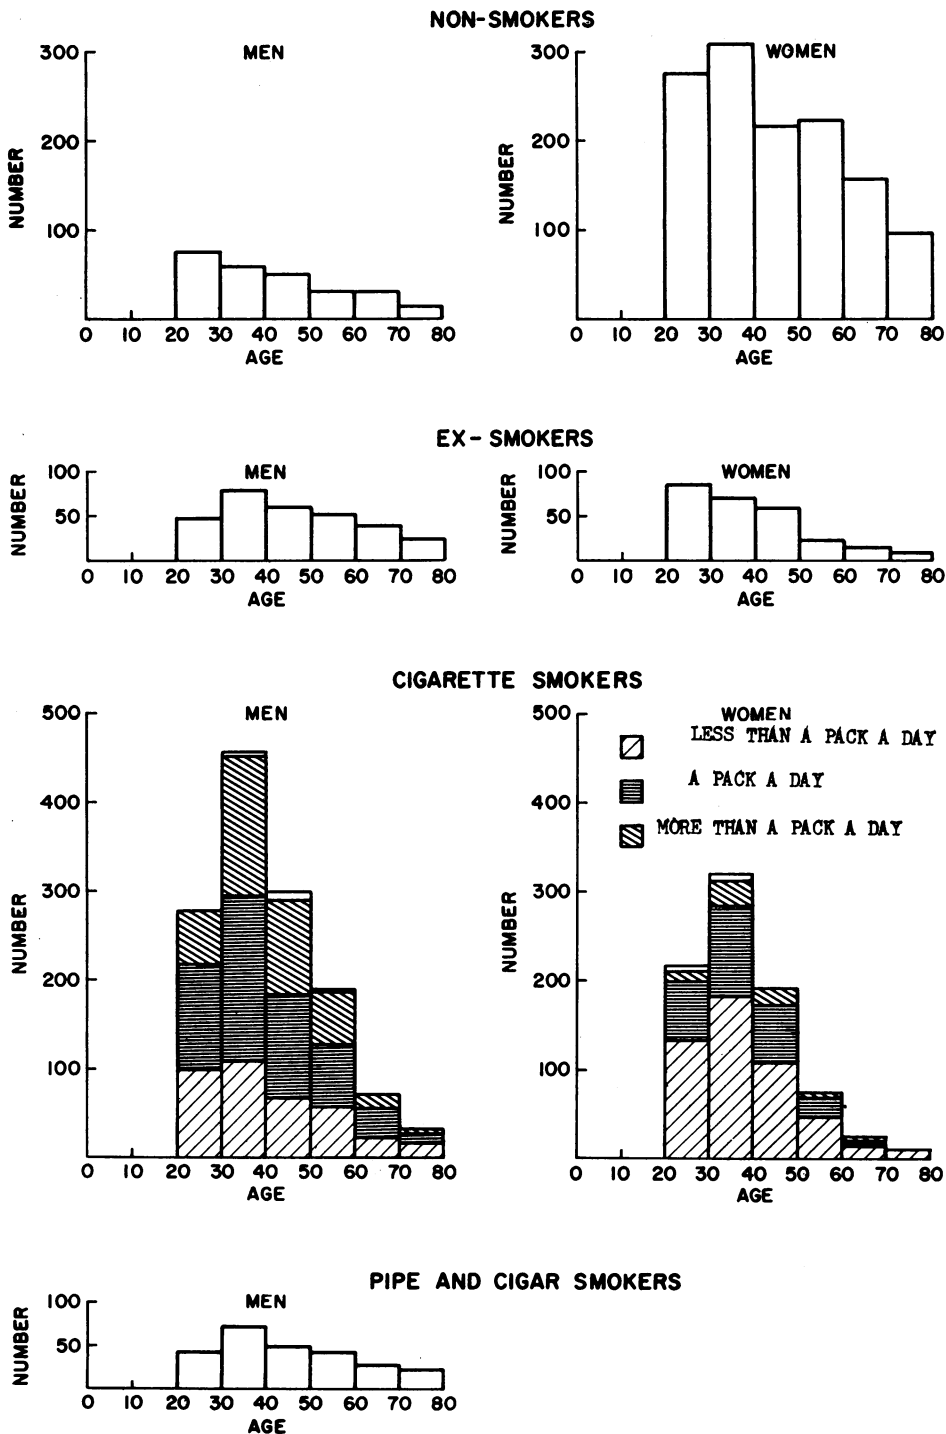 NON-SMOKERS
MEN
300
200
100
NUMBER
0 10 20 30 40 50 60 70 80
AGE
WOMEN
300
200
100
NUMBER
0 10 20 30 40 50 60 70 80
AGE
EX-SMOKERS
MEN
100
50
NUMBER
0 10 20 30 40 50 60 70 80
AGE
WOMEN
100
50
NUMBER
0 10 20 30 40 50 60 70 80
AGE
CIGARETTE SMOKERS
MEN
500
400
300
200
100
NUMBER
0 10 20 30 40 50 60 70 80
AGE
WOMEN
LESS THAN A PACK A DAY
A PACK A DAY
MORE THAN A PACK A DAY
500
400
300
200
100
NUMBER
0 10 20 30 40 50 60 70 80
AGE
PIPE AND CIGAR SMOKERS
MEN
100
50
NUMBER
0 10 20 30 40 50 60 70 80
AGE